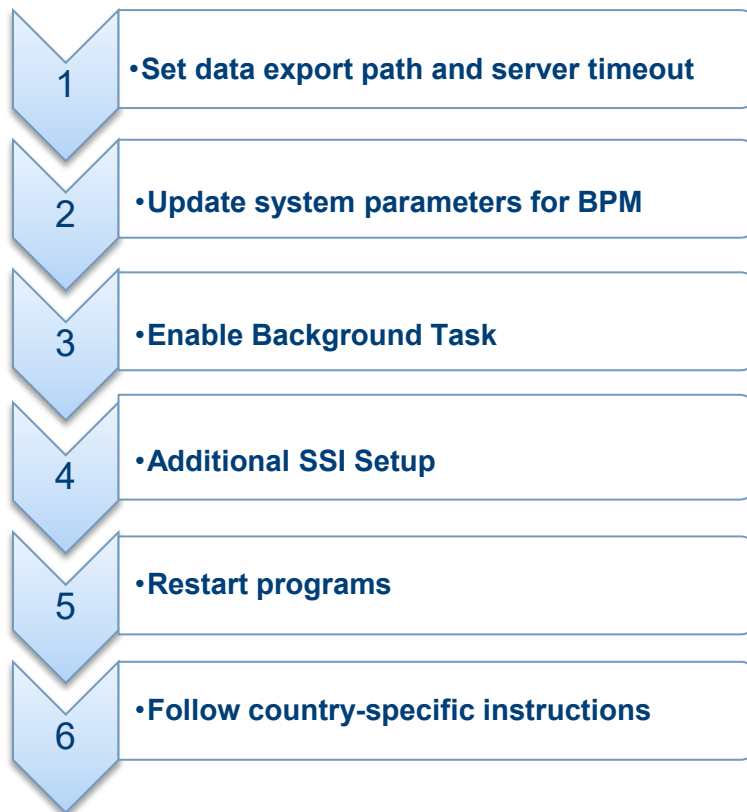 1
•Set data export path and server timeout
2
•Update system parameters for BPM
3
•Enable Background Task
4
•Additional SSI Setup
5
•Restart programs
6
•Follow country-specific instructions